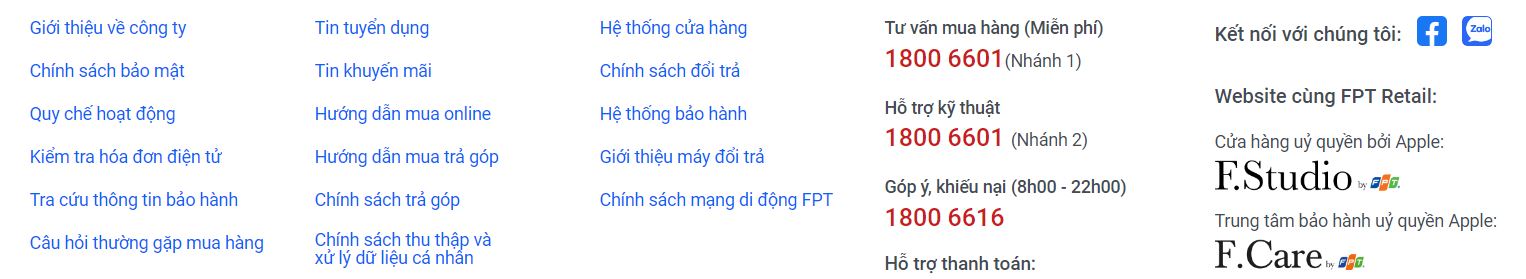 Giới thiệu về công ty
Chính sách bảo mật
Quy chế hoạt động
Kiểm tra hóa đơn điện tử
Tra cứu thông tin bảo hành
Câu hỏi thường gặp mua hàng
Tin tuyển dụng
Tin khuyến mãi
Hướng dẫn mua online
Hướng dẫn mua trả góp
Chính sách trả góp
Chính sách thu thập và
xử lý dữ liệu cá nhân
Hệ thống cửa hàng
Chính sách đổi trả
Hệ thống bảo hành
Giới thiệu máy đổi trả
Chính sách mạng di động FPT
Tư vấn mua hàng (Miễn phí)
1800 6601(Nhánh 1)
Hỗ trợ kỹ thuật
1800 6601 (Nhánh 2)
Góp ý, khiếu nại (8h00 - 22h00)
1800 6616
Hỗ trợ thanh toán:
Kết nối với chúng tôi: Zalo
Website cùng FPT Retail:
Cửa hàng uỷ quyền bởi Apple:
F.Studio by FPT.
Trung tâm bảo hành uỷ quyền Apple:
F.Care by FPT.